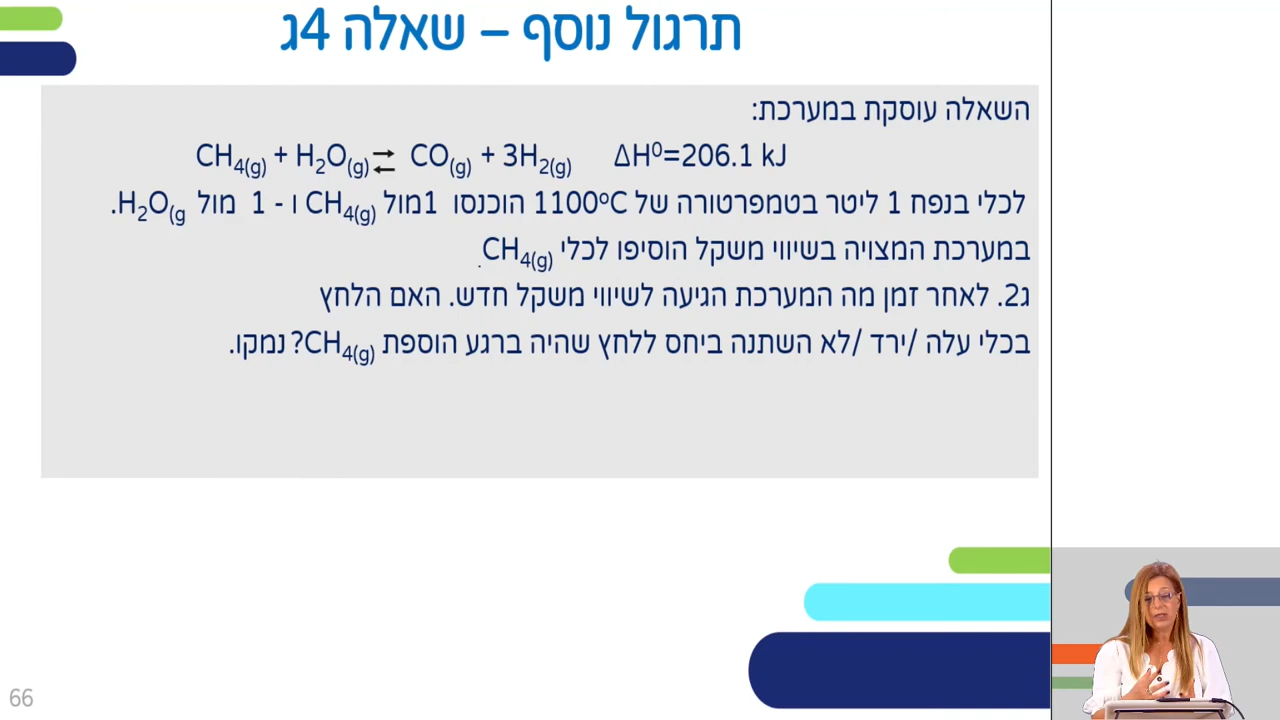 תרגול נוסף – שאלה 4ג
השאלה עוסקת במערכת:
CH₄(g) + H₂O(g) ⇄ CO(g) + 3H₂(g) ΔH⁰=206.1 kJ
לכלי בנפח 1 ליטר בטמפרטורה של 1100°C הוכנסו 1מול CH₄(g) ו - 1 מול H₂O(g.
במערכת המצויה בשיווי משקל הוסיפו לכלי CH₄(g).
ג2. לאחר זמן מה המערכת הגיעה לשיווי משקל חדש. האם הלחץ
בכלי עלה /ירד /לא השתנה ביחס ללחץ שהיה ברגע הוספת CH₄(g)? נמקו.
66